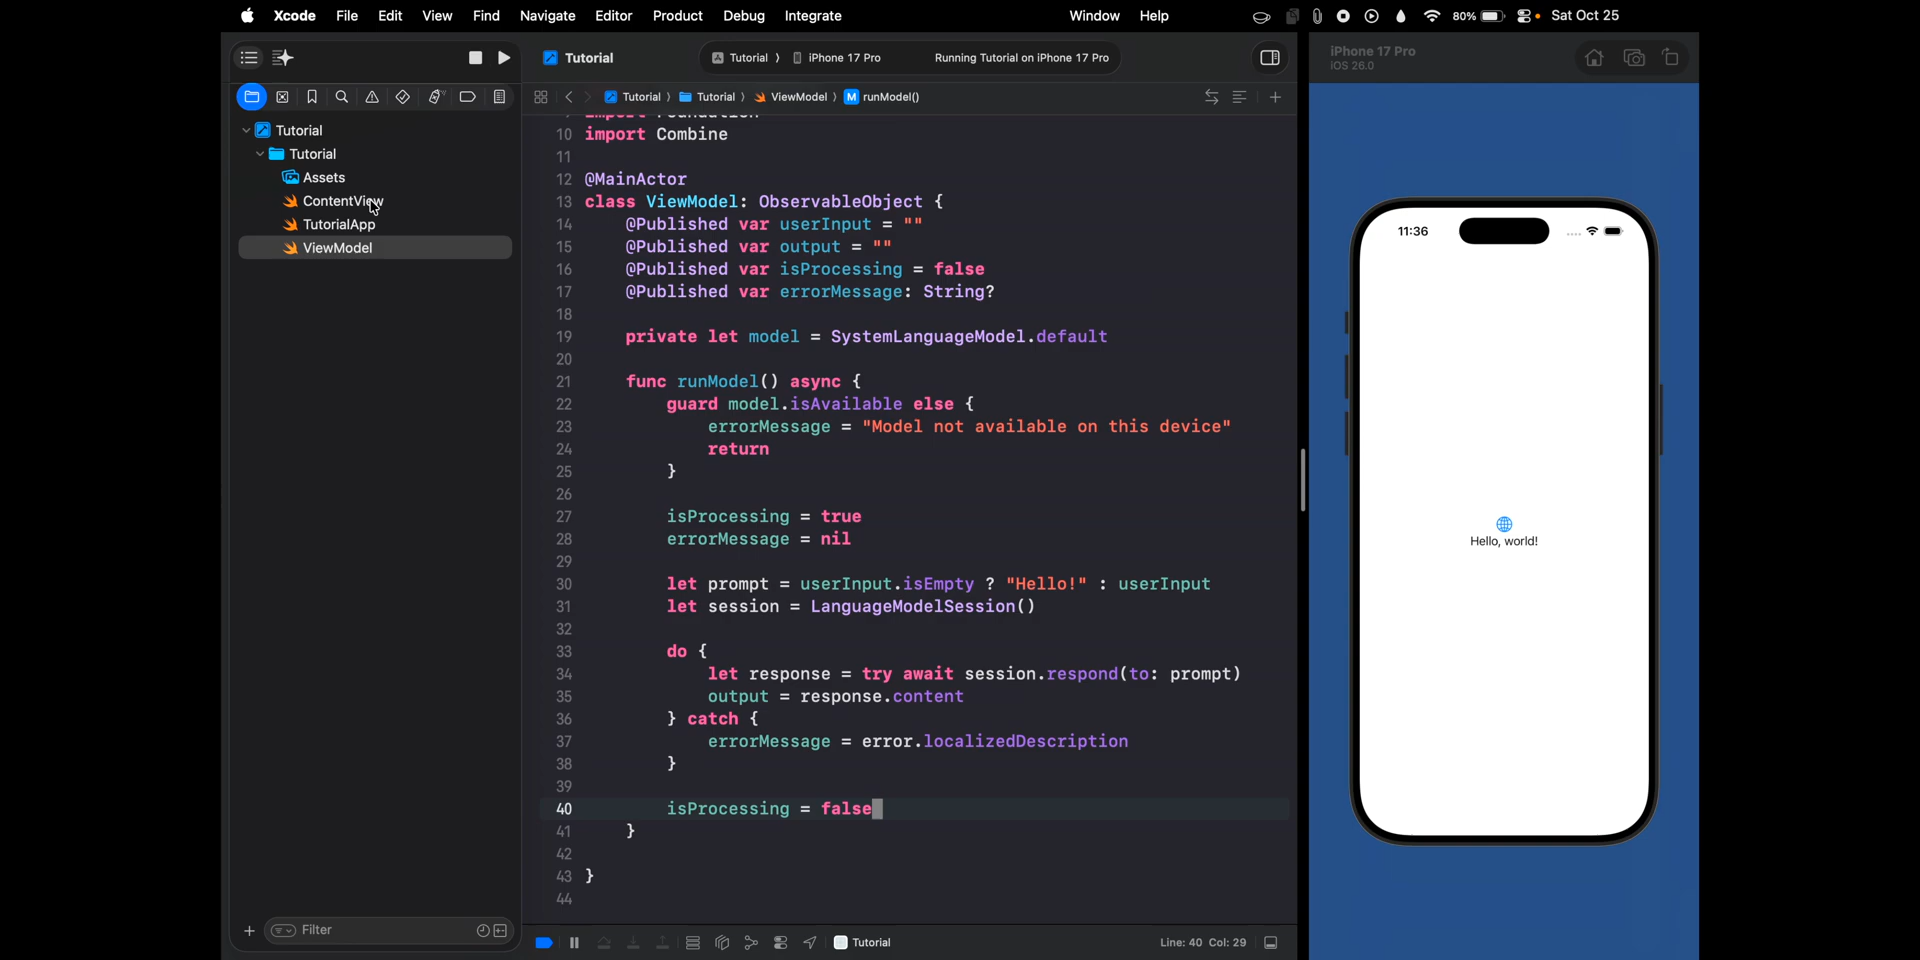 Xcode File Edit View Find Navigate Editor Product Debug Integrate Window Help 80% Sat Oct 25
Tutorial
Tutorial 〉 iPhone 17 Pro
Running Tutorial on iPhone 17 Pro
iPhone 17 Pro
iOS 26.0
Tutorial 〉 Tutorial 〉 ViewModel 〉 M runModel()
Tutorial
Tutorial
Assets
ContentView
TutorialApp
ViewModel
Filter
9 import Foundation
10 import Combine
11
12 @MainActor
13 class ViewModel: ObservableObject {
14 @Published var userInput = ""
15 @Published var output = ""
16 @Published var isProcessing = false
17 @Published var errorMessage: String?
18
19 private let model = SystemLanguageModel.default
20
21 func runModel() async {
22 guard model.isAvailable else {
23 errorMessage = "Model not available on this device"
24 return
25 }
26
27 isProcessing = true
28 errorMessage = nil
29
30 let prompt = userInput.isEmpty ? "Hello!" : userInput
31 let session = LanguageModelSession()
32
33 do {
34 let response = try await session.respond(to: prompt)
35 output = response.content
36 } catch {
37 errorMessage = error.localizedDescription
38 }
39
40 isProcessing = false
41 }
42
43 }
44
Tutorial
Line: 40 Col: 29
11:36
Hello, world!